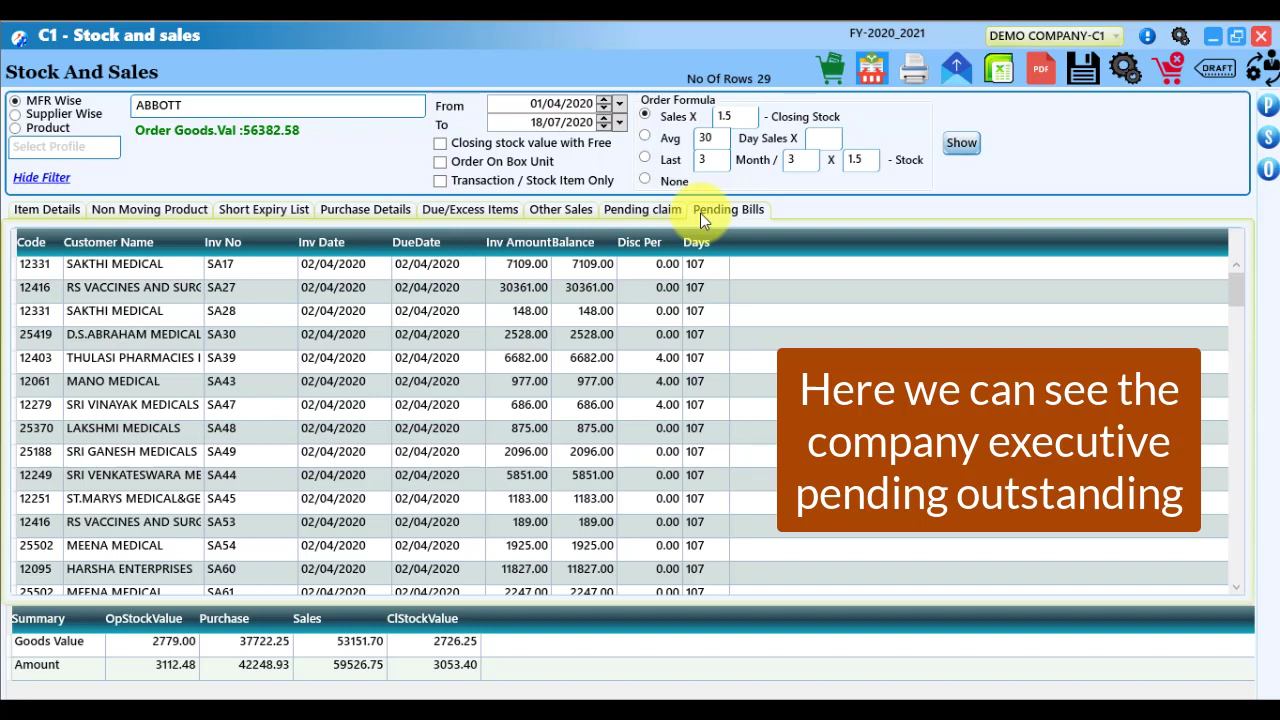 C1 - Stock and sales FY-2020_2021 DEMO COMPANY-C1
Stock And Sales No Of Rows 29 PDF DRAFT
MFR Wise
Supplier Wise
Product
Select Profile
Hide Filter
ABBOTT
Order Goods.Val :56382.58
From 01/04/2020
To 18/07/2020
Closing stock value with Free
Order On Box Unit
Transaction / Stock Item Only
Order Formula
Sales X 1.5 - Closing Stock
Avg 30 Day Sales X
Last 3 Month / 3 X 1.5 - Stock
None
Show
P
S
O
Item Details Non Moving Product Short Expiry List Purchase Details Due/Excess Items Other Sales Pending claim Pending Bills
Code Customer Name Inv No Inv Date DueDate Inv Amount Balance Disc Per Days
12331 SAKTHI MEDICAL SA17 02/04/2020 02/04/2020 7109.00 7109.00 0.00 107
12416 RS VACCINES AND SURG SA27 02/04/2020 02/04/2020 30361.00 30361.00 0.00 107
12331 SAKTHI MEDICAL SA28 02/04/2020 02/04/2020 148.00 148.00 0.00 107
25419 D.S.ABRAHAM MEDICAL SA30 02/04/2020 02/04/2020 2528.00 2528.00 0.00 107
12403 THULASI PHARMACIES I SA39 02/04/2020 02/04/2020 6682.00 6682.00 4.00 107
12061 MANO MEDICAL SA43 02/04/2020 02/04/2020 977.00 977.00 4.00 107
12279 SRI VINAYAK MEDICALS SA47 02/04/2020 02/04/2020 686.00 686.00 4.00 107
25370 LAKSHMI MEDICALS SA48 02/04/2020 02/04/2020 875.00 875.00 0.00 107
25188 SRI GANESH MEDICALS SA49 02/04/2020 02/04/2020 2096.00 2096.00 0.00 107
12249 SRI VENKATESWARA ME SA44 02/04/2020 02/04/2020 5851.00 5851.00 0.00 107
12251 ST.MARYS MEDICAL&GE SA45 02/04/2020 02/04/2020 1183.00 1183.00 0.00 107
12416 RS VACCINES AND SURG SA53 02/04/2020 02/04/2020 189.00 189.00 0.00 107
25502 MEENA MEDICAL SA54 02/04/2020 02/04/2020 1925.00 1925.00 0.00 107
12095 HARSHA ENTERPRISES SA60 02/04/2020 02/04/2020 11827.00 11827.00 0.00 107
25502 MEENA MEDICAL SA61 02/04/2020 02/04/2020 2247.00 2247.00 0.00 107
Here we can see the
company executive
pending outstanding
Summary OpStockValue Purchase Sales ClStockValue
Goods Value 2779.00 37722.25 53151.70 2726.25
Amount 3112.48 42248.93 59526.75 3053.40